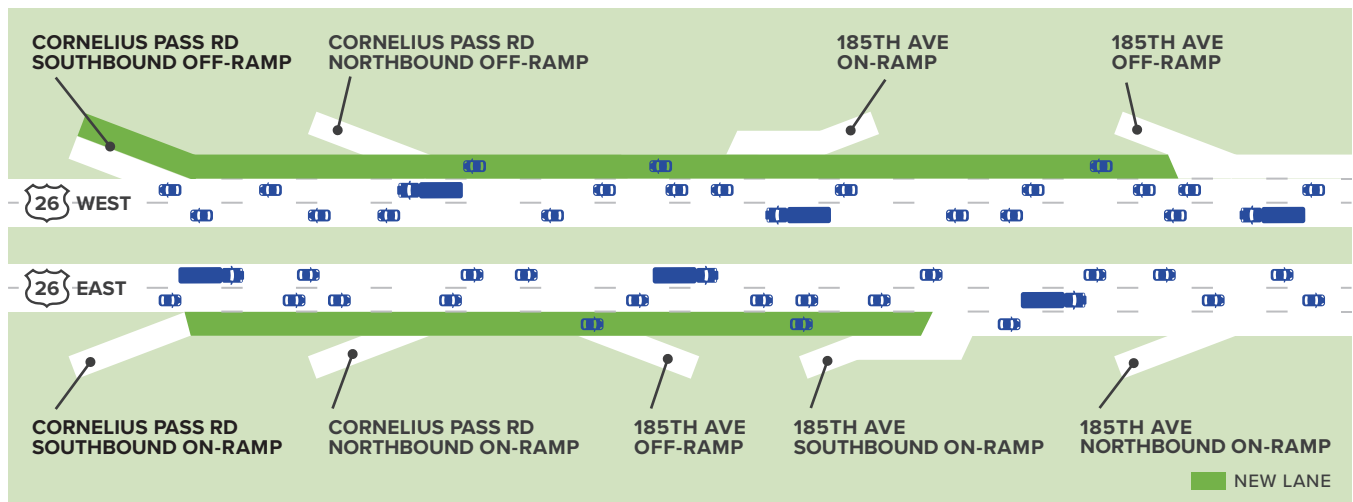 CORNELIUS PASS RD
SOUTHBOUND OFF-RAMP
CORNELIUS PASS RD
NORTHBOUND OFF-RAMP
185TH AVE
ON-RAMP
185TH AVE
OFF-RAMP
26 WEST
26 EAST
CORNELIUS PASS RD
SOUTHBOUND ON-RAMP
CORNELIUS PASS RD
NORTHBOUND ON-RAMP
185TH AVE
OFF-RAMP
185TH AVE
SOUTHBOUND ON-RAMP
185TH AVE
NORTHBOUND ON-RAMP
NEW LANE